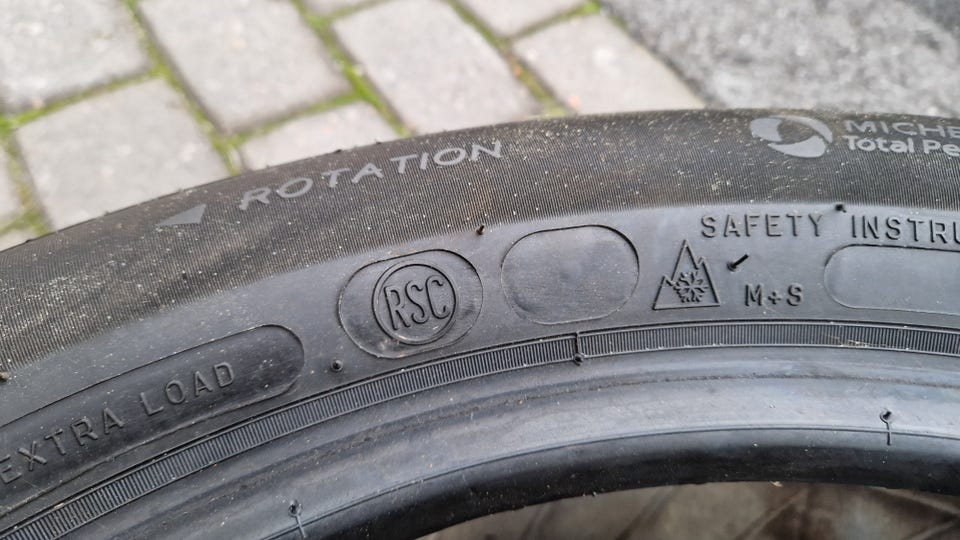 ROTATION
MICHE
Total Pe
SAFETY INSTRU
RSC
M+S
EXTRA LOAD